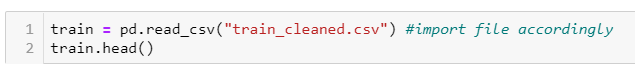 1 train = pd.read_csv("train_cleaned.csv") #import file accordingly
2 train.head()